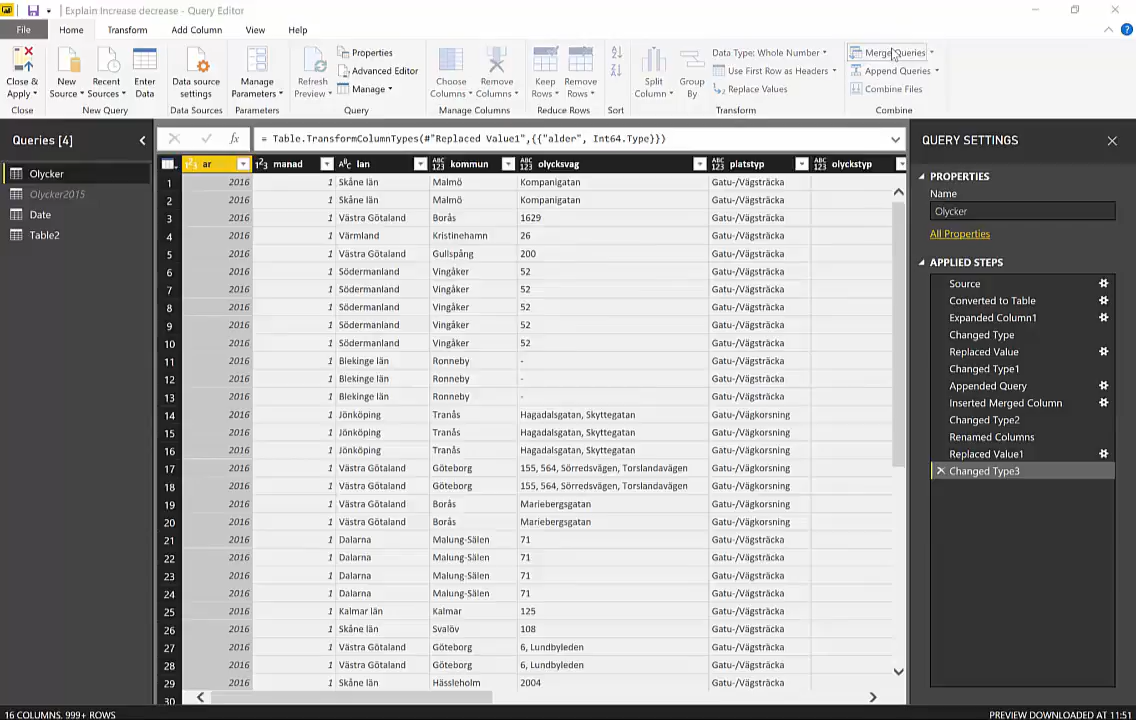 Explain Increase decrease - Query Editor
File Home Transform Add Column View Help
Close & Apply
New Source
Recent Sources
Enter Data
Data source settings
Manage Parameters
Refresh Preview
Properties
Advanced Editor
Manage
Choose Columns
Remove Columns
Keep Rows
Remove Rows
Split Column
Group By
Data Type: Whole Number
Use First Row as Headers
Replace Values
Merge Queries
Append Queries
Combine Files
Close New Query Data Sources Parameters Query Manage Columns Reduce Rows Sort Transform Combine
Queries [4]
Olycker
Olycker2015
Date
Table2
fx = Table.TransformColumnTypes(#"Replaced Value1",{{"alder", Int64.Type}})
1²3 ar 1²3 manad ABC lan ABC 123 kommun ABC 123 olycksvag ABC 123 platstyp ABC 123 olyckstyp
1 2016 1 Skåne län Malmö Kompanigatan Gatu-/Vägsträcka
2 2016 1 Skåne län Malmö Kompanigatan Gatu-/Vägsträcka
3 2016 1 Västra Götaland Borås 1629 Gatu-/Vägsträcka
4 2016 1 Värmland Kristinehamn 26 Gatu-/Vägsträcka
5 2016 1 Västra Götaland Gullspång 200 Gatu-/Vägsträcka
6 2016 1 Södermanland Vingåker 52 Gatu-/Vägsträcka
7 2016 1 Södermanland Vingåker 52 Gatu-/Vägsträcka
8 2016 1 Södermanland Vingåker 52 Gatu-/Vägsträcka
9 2016 1 Södermanland Vingåker 52 Gatu-/Vägsträcka
10 2016 1 Södermanland Vingåker 52 Gatu-/Vägsträcka
11 2016 1 Blekinge län Ronneby - Gatu-/Vägsträcka
12 2016 1 Blekinge län Ronneby - Gatu-/Vägsträcka
13 2016 1 Blekinge län Ronneby - Gatu-/Vägsträcka
14 2016 1 Jönköping Tranås Hagadalsgatan, Skyttegatan Gatu-/Vägkorsning
15 2016 1 Jönköping Tranås Hagadalsgatan, Skyttegatan Gatu-/Vägkorsning
16 2016 1 Jönköping Tranås Hagadalsgatan, Skyttegatan Gatu-/Vägkorsning
17 2016 1 Västra Götaland Göteborg 155, 564, Sörredsvägen, Torslandavägen Gatu-/Vägkorsning
18 2016 1 Västra Götaland Göteborg 155, 564, Sörredsvägen, Torslandavägen Gatu-/Vägkorsning
19 2016 1 Västra Götaland Borås Mariebergsgatan Gatu-/Vägkorsning
20 2016 1 Västra Götaland Borås Mariebergsgatan Gatu-/Vägkorsning
21 2016 1 Dalarna Malung-Sälen 71 Gatu-/Vägsträcka
22 2016 1 Dalarna Malung-Sälen 71 Gatu-/Vägsträcka
23 2016 1 Dalarna Malung-Sälen 71 Gatu-/Vägsträcka
24 2016 1 Dalarna Malung-Sälen 71 Gatu-/Vägsträcka
25 2016 1 Kalmar län Kalmar 125 Gatu-/Vägsträcka
26 2016 1 Skåne län Svalöv 108 Gatu-/Vägsträcka
27 2016 1 Västra Götaland Göteborg 6, Lundbyleden Gatu-/Vägsträcka
28 2016 1 Västra Götaland Göteborg 6, Lundbyleden Gatu-/Vägsträcka
29 2016 1 Skåne län Hässleholm 2004 Gatu-/Vägsträcka
30
QUERY SETTINGS
PROPERTIES
Name
Olycker
All Properties
APPLIED STEPS
Source
Converted to Table
Expanded Column1
Changed Type
Replaced Value
Changed Type1
Appended Query
Inserted Merged Column
Changed Type2
Renamed Columns
Replaced Value1
Changed Type3
16 COLUMNS, 999+ ROWS PREVIEW DOWNLOADED AT 11:51